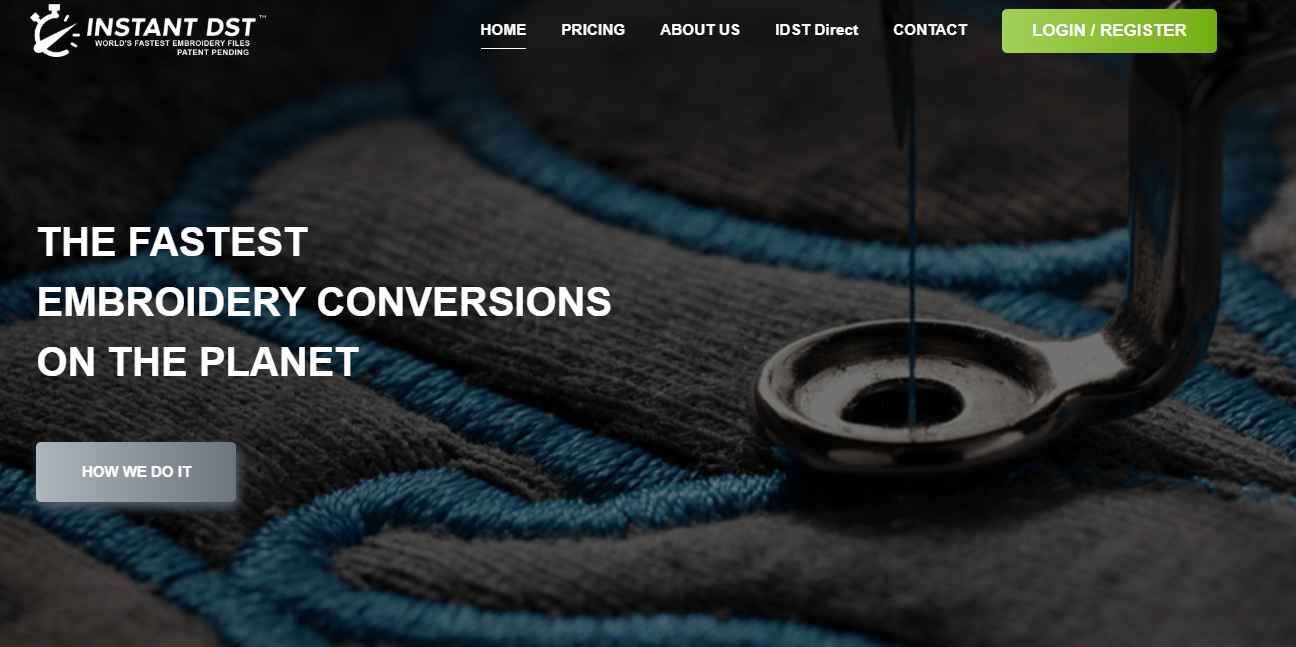 INSTANT DST™
WORLD'S FASTEST EMBROIDERY FILES
PATENT PENDING
HOME
PRICING
ABOUT US
IDST Direct
CONTACT
LOGIN / REGISTER
THE FASTEST
EMBROIDERY CONVERSIONS
ON THE PLANET
HOW WE DO IT